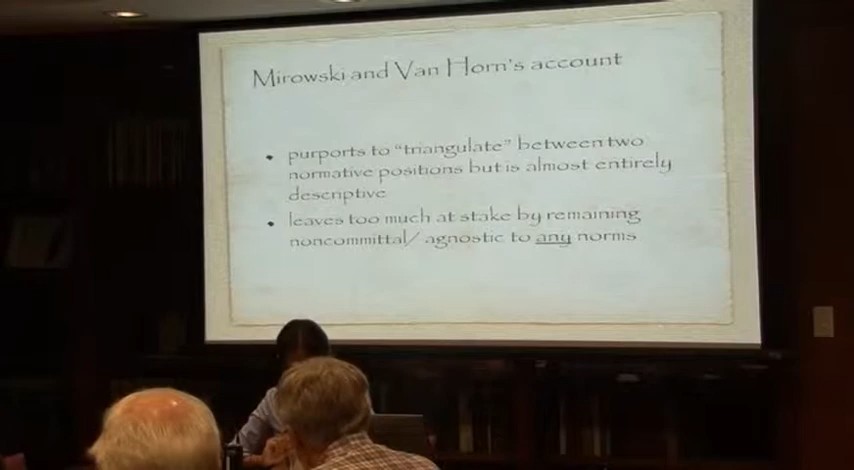 Mirowski and Van Horn's account
• purports to "triangulate" between two
normative positions but is almost entirely
descriptive
• leaves too much at stake by remaining
noncommittal/ agnostic to any norms